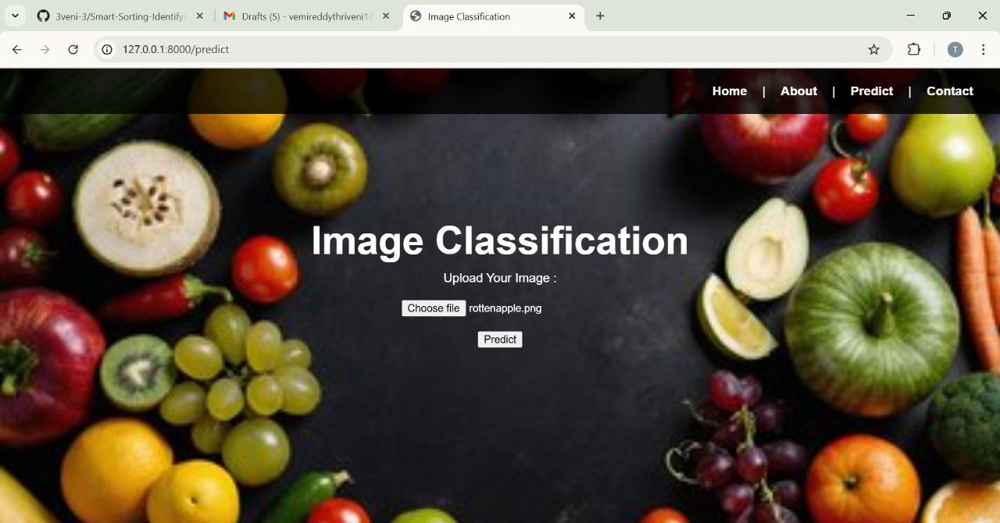 3veni-3/Smart-Sorting-Identifyi
Drafts (5) - vemireddythriveni1
Image Classification
127.0.0.1:8000/predict
T
Home | About | Predict | Contact
Image Classification
Upload Your Image :
Choose file rottenapple.png
Predict